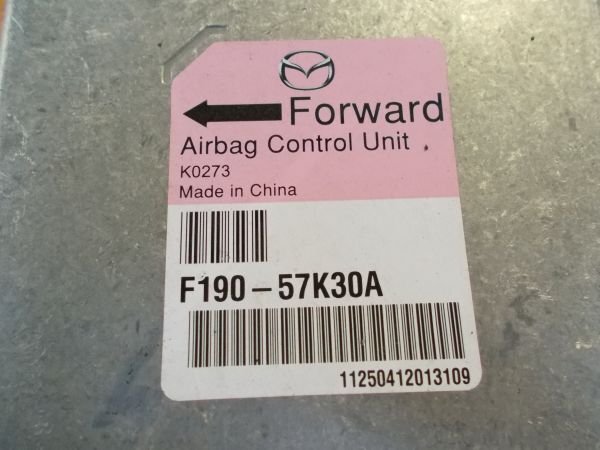 Forward
Airbag Control Unit
K0273
Made in China
F190-57K30A
11250412013109